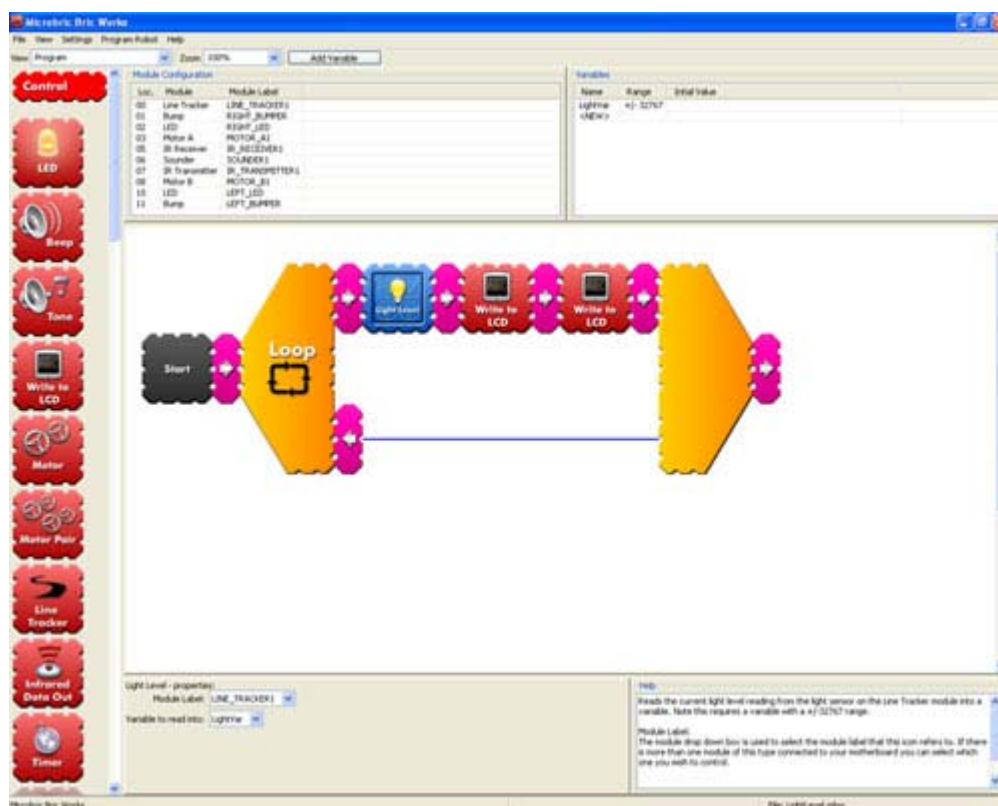 Microbric Bric Works
File View Settings Program Robot Help
View Program Zoom 100% Add Variable
Control
LED
Beep
Tone
Write to
LCD
Motor
Motor Pair
Line
Tracker
Infrared
Data Out
Timer
Module Configuration
Loc. Module Module Label
00 Line Tracker LINE_TRACKER1
01 Bump RIGHT_BUMPER
02 LED RIGHT_LED
03 Motor A MOTOR_A1
05 IR Receiver IR_RECEIVER1
06 Sounder SOUNDER1
07 IR Transmitter IR_TRANSMITTER1
08 Motor B MOTOR_B1
10 LED LEFT_LED
11 Bump LEFT_BUMPER
Variables
Name Range Initial Value
LightVar +/- 32767
<NEW>
Start
Loop
Light Level
Write to
LCD
Write to
LCD
Light Level - properties:
Module Label: LINE_TRACKER1
Variable to read into: LightVar
Help
Reads the current light level reading from the light sensor on the Line Tracker module into a
variable. Note this requires a variable with a +/-32767 range.
Module Label:
The module drop down box is used to select the module label that this icon refers to. If there
is more than one module of this type connected to your motherboard you can select which
one you wish to control.
Microbric Bric Works